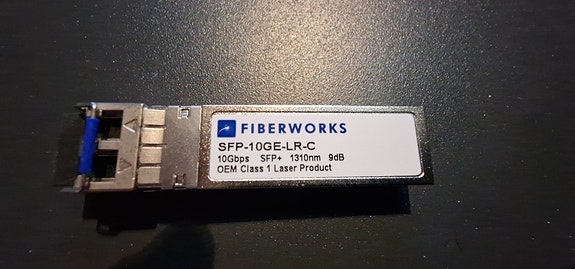 FIBERWORKS
SFP-10GE-LR-C
10Gbps SFP+ 1310nm 9dB
OEM Class 1 Laser Product